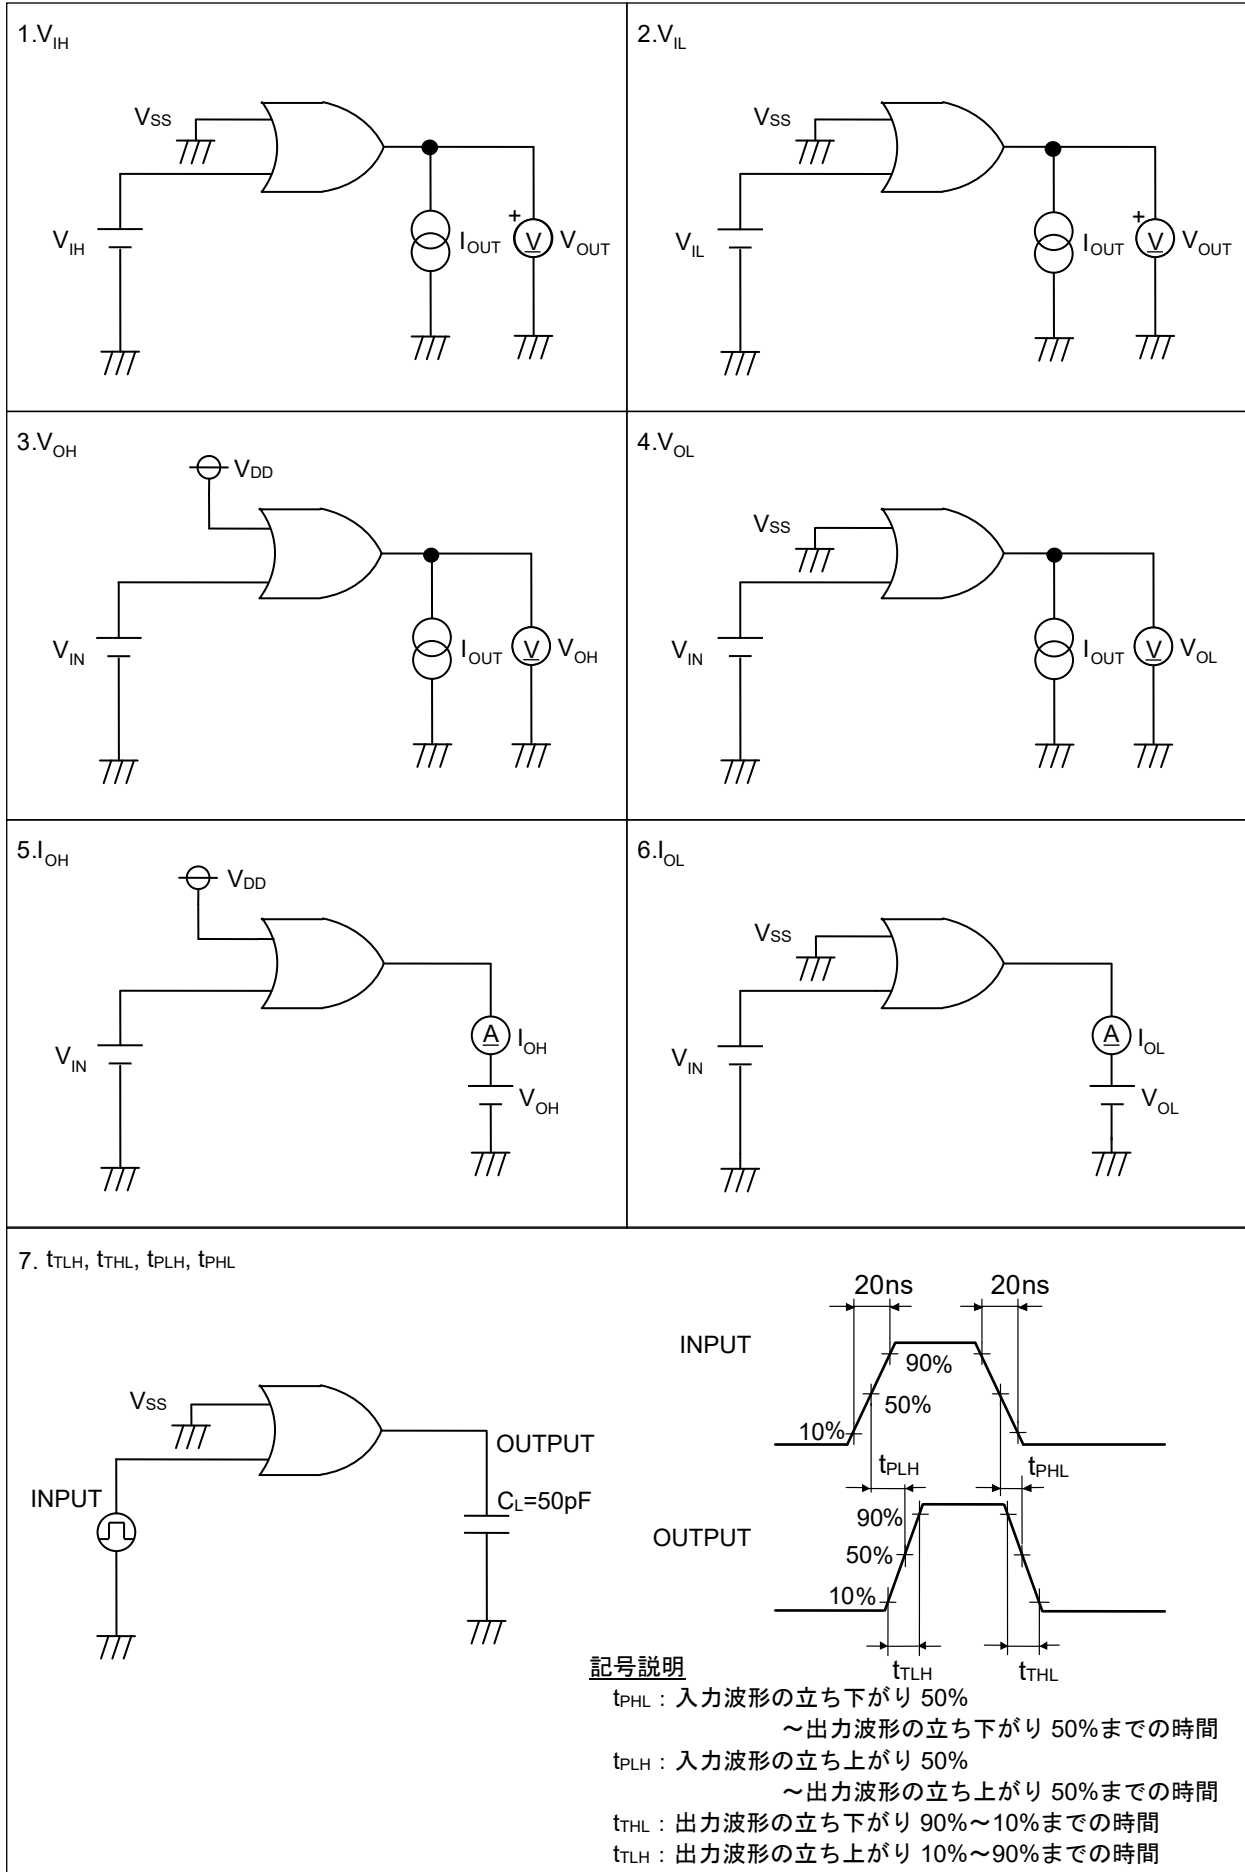 1.VIH
VSS
VIH
IOUT
+
V
VOUT
2.VIL
VSS
VIL
IOUT
+
V
VOUT
3.VOH
VDD
VIN
IOUT
V
VOH
4.VOL
VSS
VIN
IOUT
V
VOL
5.IOH
VDD
VIN
A
IOH
VOH
6.IOL
VSS
VIN
A
IOL
VOL
7. tTLH, tTHL, tPLH, tPHL
VSS
INPUT
OUTPUT
CL=50pF
20ns 20ns
INPUT
90%
50%
10%
tPLH tPHL
OUTPUT
90%
50%
10%
tTLH tTHL
記号説明
tPHL : 入力波形の立ち下がり 50%
～出力波形の立ち下がり 50%までの時間
tPLH : 入力波形の立ち上がり 50%
～出力波形の立ち上がり 50%までの時間
tTHL : 出力波形の立ち下がり 90%～10%までの時間
tTLH : 出力波形の立ち上がり 10%～90%までの時間